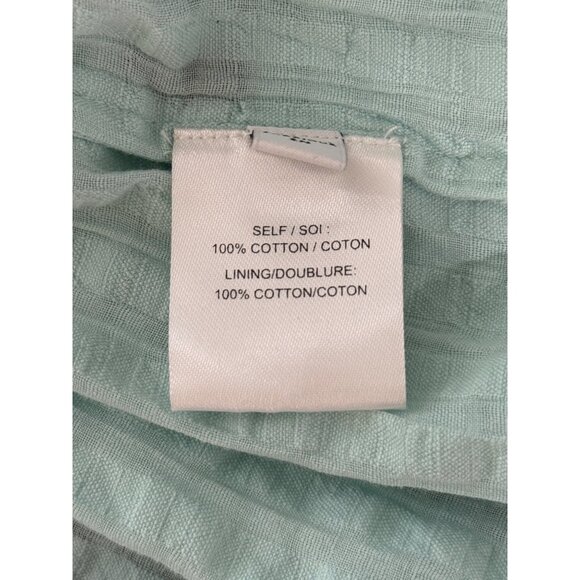 SELF / SOI :
100% COTTON / COTON
LINING/DOUBLURE:
100% COTTON/COTON